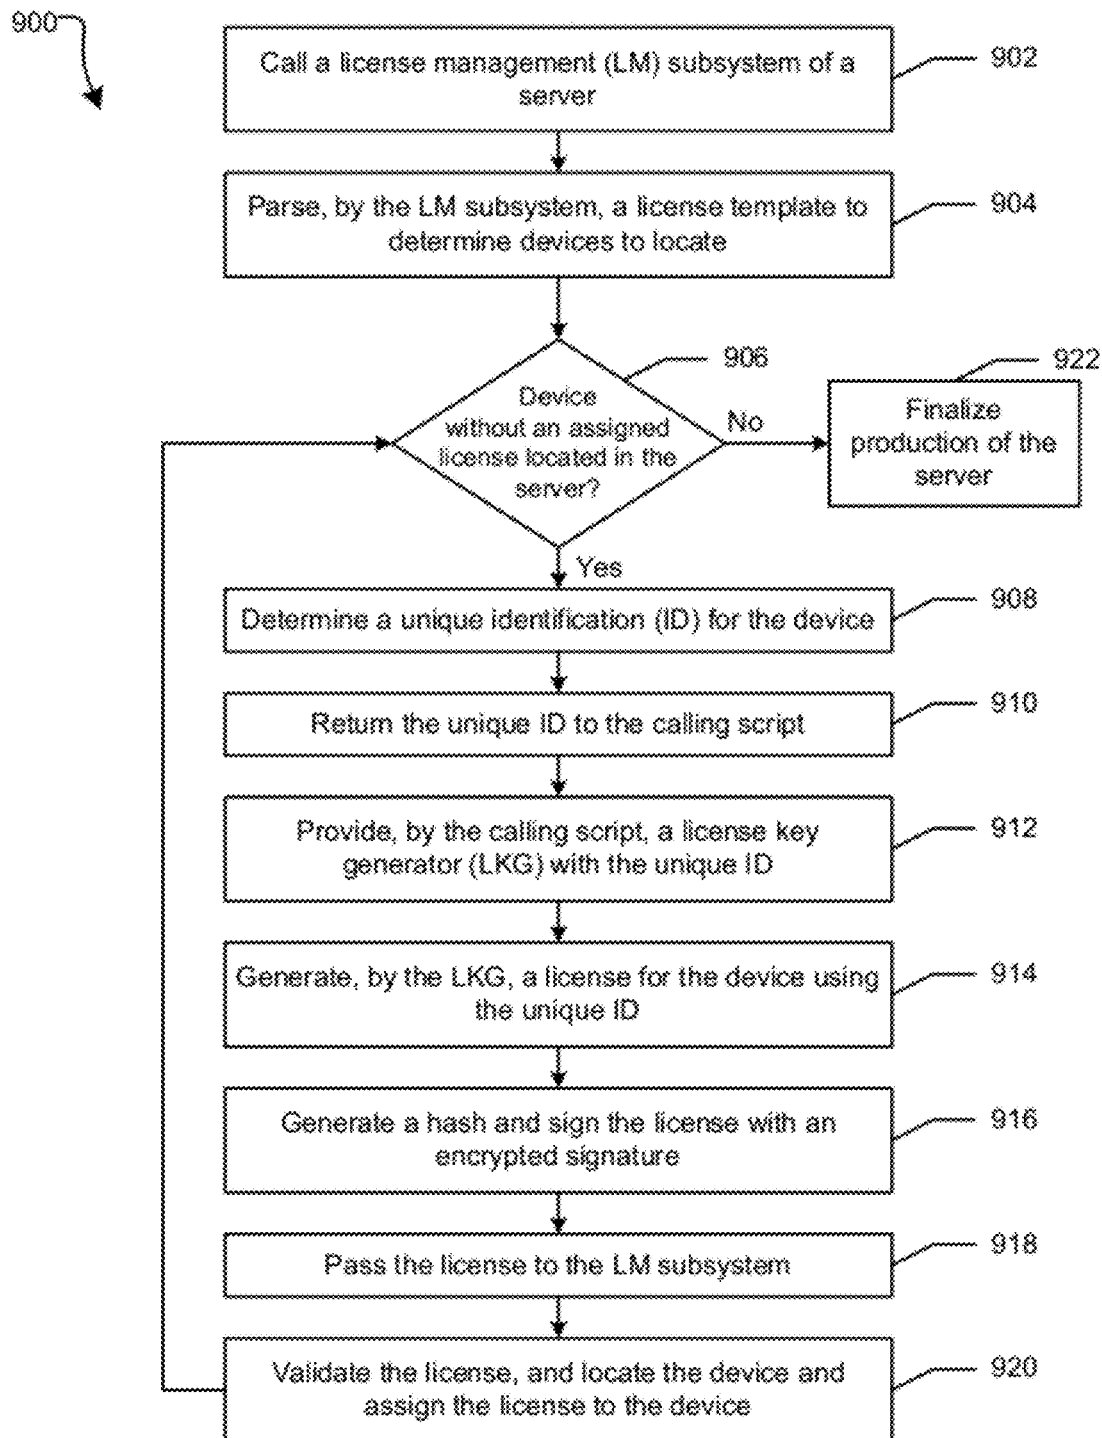 900
Call a license management (LM) subsystem of a
server
902
Parse, by the LM subsystem, a license template to
determine devices to locate
904
906
Device
without an assigned
license located in the
server?
No
922
Finalize
production of the
server
Yes
Determine a unique identification (ID) for the device
908
Return the unique ID to the calling script
910
Provide, by the calling script, a license key
generator (LKG) with the unique ID
912
Generate, by the LKG, a license for the device using
the unique ID
914
Generate a hash and sign the license with an
encrypted signature
916
Pass the license to the LM subsystem
918
Validate the license, and locate the device and
assign the license to the device
920